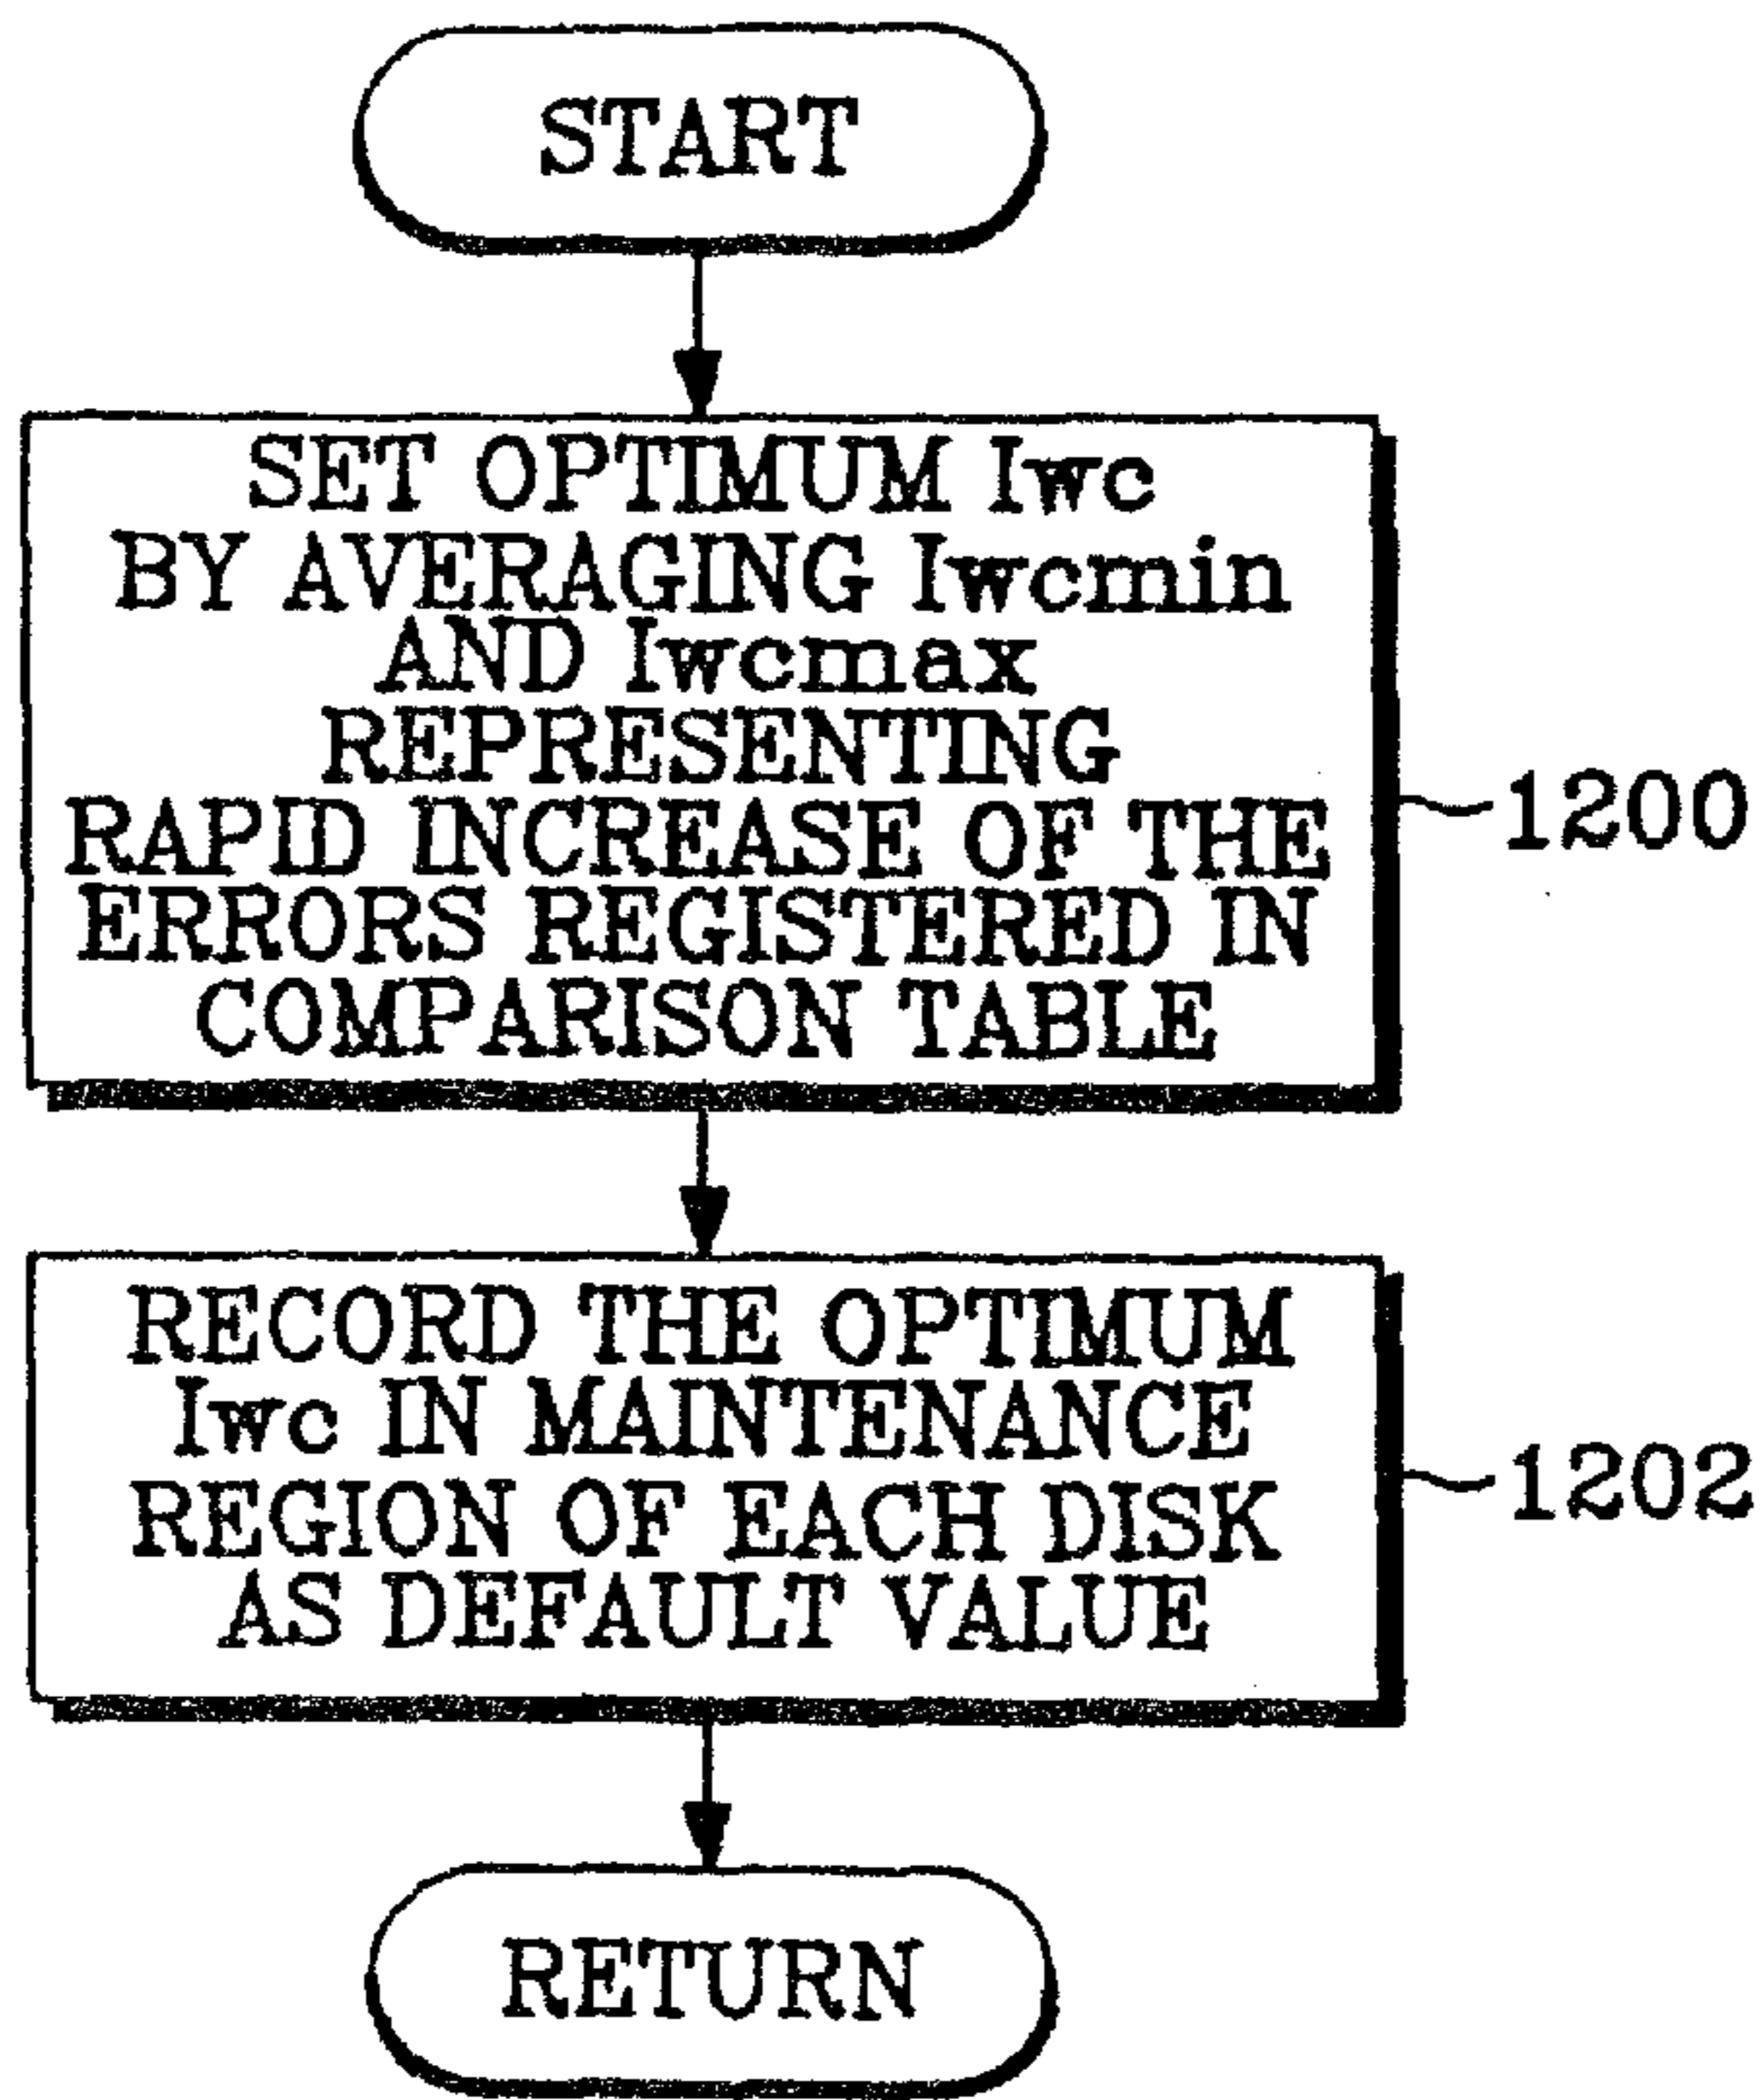 START
SET OPTIMUM Iwc
BY AVERAGING Iwcmin
AND Iwcmax
REPRESENTING
RAPID INCREASE OF THE
ERRORS REGISTERED IN
COMPARISON TABLE
1200
RECORD THE OPTIMUM
Iwc IN MAINTENANCE
REGION OF EACH DISK
AS DEFAULT VALUE
1202
RETURN